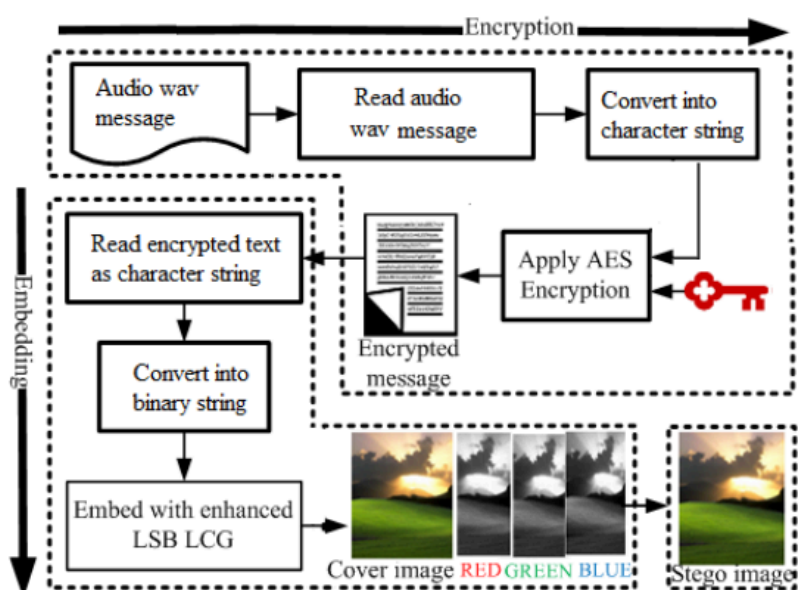 Encryption
Audio wav
message
Read audio
wav message
Convert into
character string
Embedding
Read encrypted text
as character string
Apply AES
Encryption
Encrypted
message
Convert into
binary string
Embed with enhanced
LSB LCG
Cover image RED GREEN BLUE
Stego image